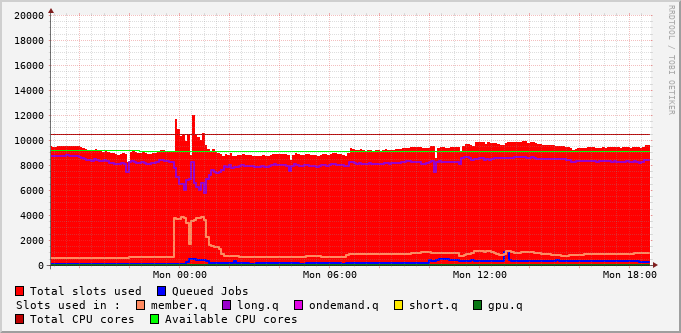 RRDTOOL / TOBI OETIKER
20000
18000
16000
14000
12000
10000
8000
6000
4000
2000
0
Mon 00:00 Mon 06:00 Mon 12:00 Mon 18:00
Total slots used Queued Jobs
Slots used in : member.q long.q ondemand.q short.q gpu.q
Total CPU cores Available CPU cores